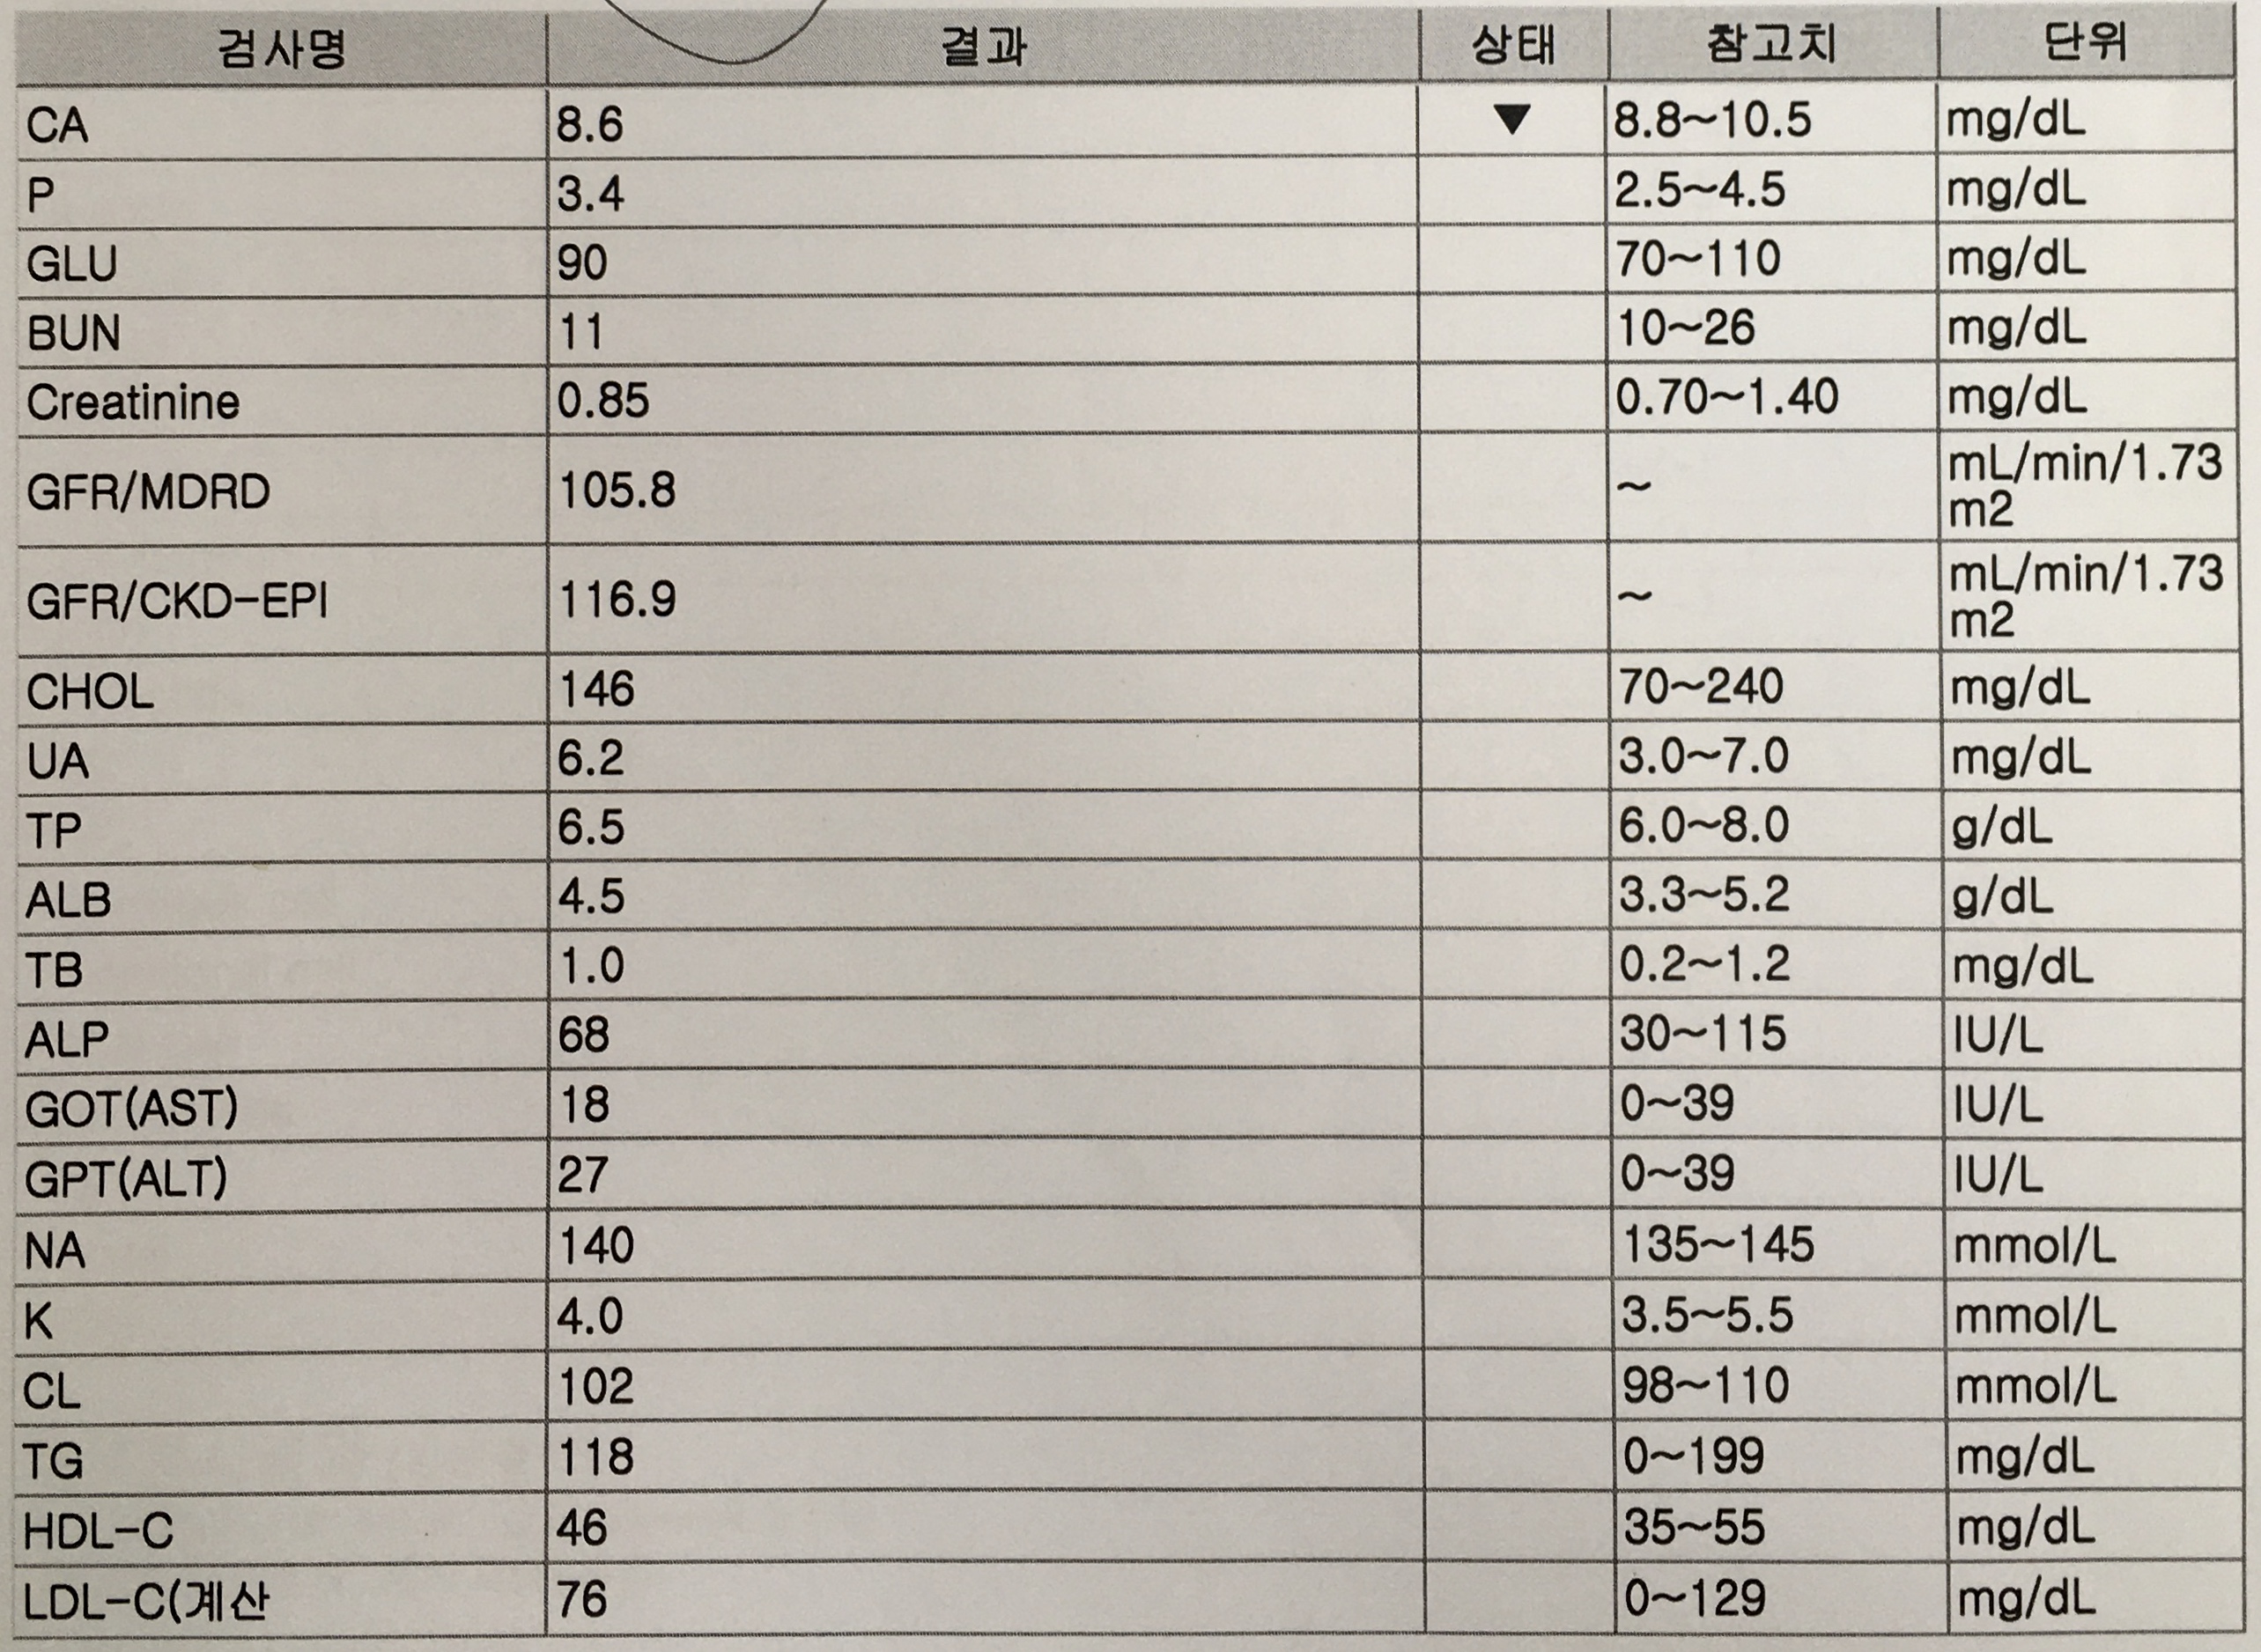 검사명 결과 상태 참고치 단위
CA 8.6 ▼ 8.8~10.5 mg/dL
P 3.4 2.5~4.5 mg/dL
GLU 90 70~110 mg/dL
BUN 11 10~26 mg/dL
Creatinine 0.85 0.70~1.40 mg/dL
GFR/MDRD 105.8 ~ mL/min/1.73
m2
GFR/CKD-EPI 116.9 ~ mL/min/1.73
m2
CHOL 146 70~240 mg/dL
UA 6.2 3.0~7.0 mg/dL
TP 6.5 6.0~8.0 g/dL
ALB 4.5 3.3~5.2 g/dL
TB 1.0 0.2~1.2 mg/dL
ALP 68 30~115 IU/L
GOT(AST) 18 0~39 IU/L
GPT(ALT) 27 0~39 IU/L
NA 140 135~145 mmol/L
K 4.0 3.5~5.5 mmol/L
CL 102 98~110 mmol/L
TG 118 0~199 mg/dL
HDL-C 46 35~55 mg/dL
LDL-C(계산 76 0~129 mg/dL